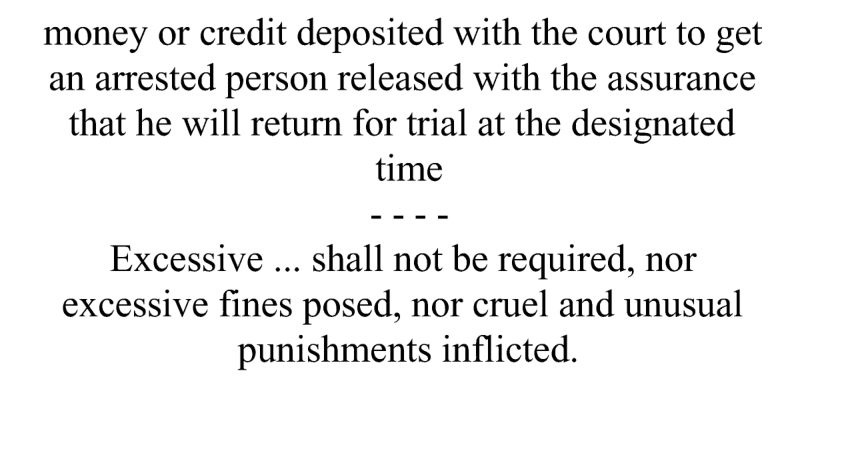 money or credit deposited with the court to get
an arrested person released with the assurance
that he will return for trial at the designated
time
- - - -
Excessive ... shall not be required, nor
excessive fines posed, nor cruel and unusual
punishments inflicted.